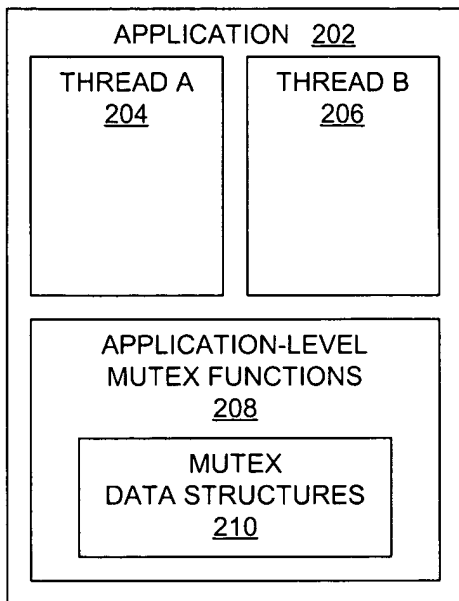 APPLICATION 202
THREAD A
204
THREAD B
206
APPLICATION-LEVEL
MUTEX FUNCTIONS
208
MUTEX
DATA STRUCTURES
210